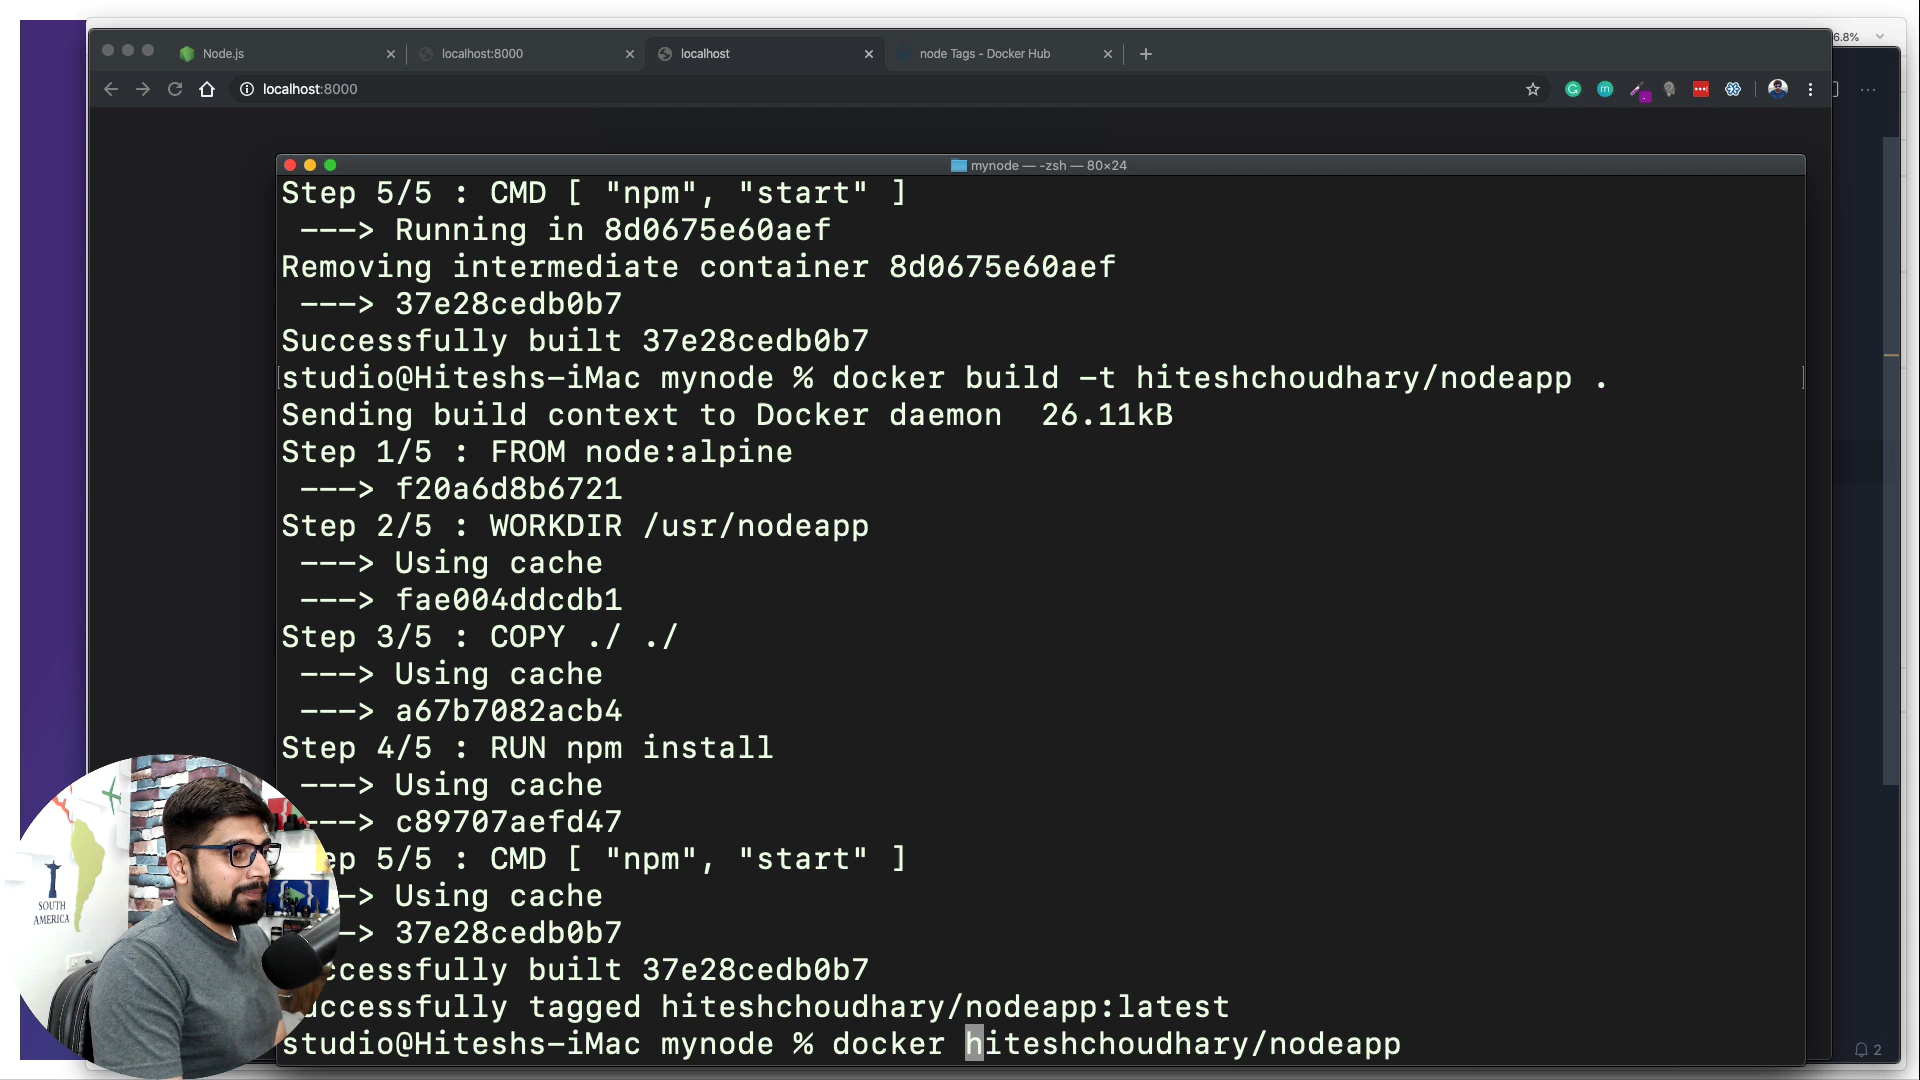 6.8%
Node.js
localhost:8000
localhost
node Tags - Docker Hub
localhost:8000
mynode — -zsh — 80×24
Step 5/5 : CMD [ "npm", "start" ]
---> Running in 8d0675e60aef
Removing intermediate container 8d0675e60aef
---> 37e28cedb0b7
Successfully built 37e28cedb0b7
studio@Hiteshs-iMac mynode % docker build -t hiteshchoudhary/nodeapp .
Sending build context to Docker daemon 26.11kB
Step 1/5 : FROM node:alpine
---> f20a6d8b6721
Step 2/5 : WORKDIR /usr/nodeapp
---> Using cache
---> fae004ddcdb1
Step 3/5 : COPY ./ ./
---> Using cache
---> a67b7082acb4
Step 4/5 : RUN npm install
---> Using cache
---> c89707aefd47
ep 5/5 : CMD [ "npm", "start" ]
-> Using cache
-> 37e28cedb0b7
ccessfully built 37e28cedb0b7
uccessfully tagged hiteshchoudhary/nodeapp:latest
studio@Hiteshs-iMac mynode % docker hiteshchoudhary/nodeapp
SOUTH
AMERICA
2